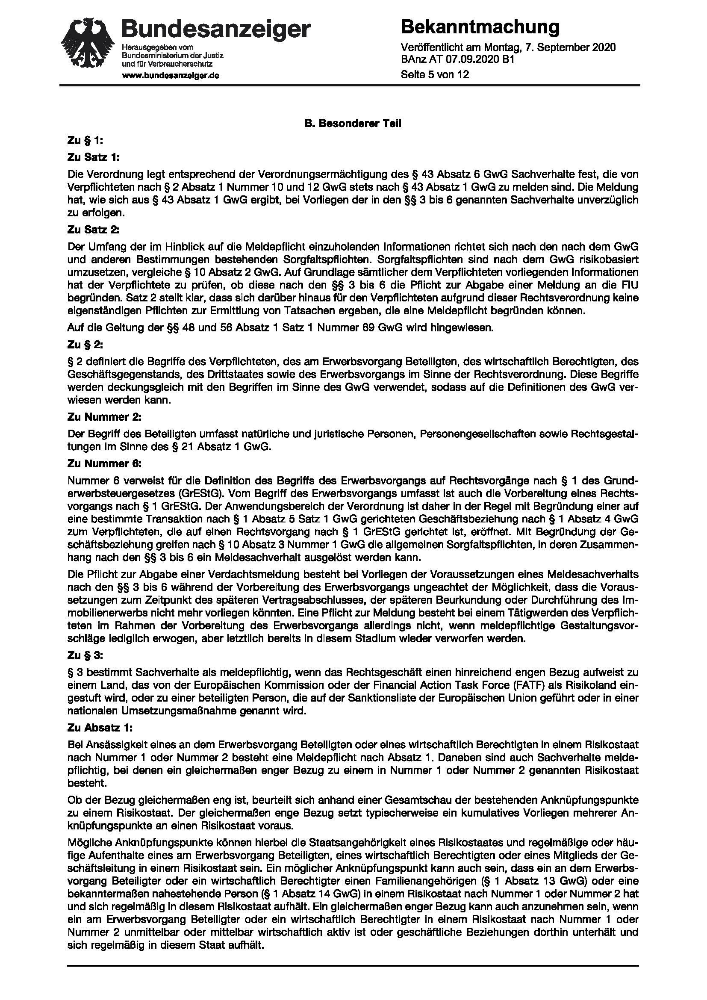 Bundesanzeiger
Herausgegeben vom
Bundesministerium der Justiz
und für Verbraucherschutz
www.bundesanzeiger.de
Bekanntmachung
Veröffentlicht am Montag, 7. September 2020
BAnz AT 07.09.2020 B1
Seite 5 von 12
B. Besonderer Teil
Zu § 1:
Zu Satz 1:
Die Verordnung legt entsprechend der Verordnungsermächtigung des § 43 Absatz 6 GwG Sachverhalte fest, die von
Verpflichteten nach § 2 Absatz 1 Nummer 10 und 12 GwG stets nach § 43 Absatz 1 GwG zu melden sind. Die Meldung
hat, wie sich aus § 43 Absatz 1 GwG ergibt, bei Vorliegen der in den §§ 3 bis 6 genannten Sachverhalte unverzüglich
zu erfolgen.
Zu Satz 2:
Der Umfang der im Hinblick auf die Meldepflicht einzuholenden Informationen richtet sich nach den nach dem GwG
und anderen Bestimmungen bestehenden Sorgfaltspflichten. Sorgfaltspflichten sind nach dem GwG risikobasiert
umzusetzen, vergleiche § 10 Absatz 2 GwG. Auf Grundlage sämtlicher dem Verpflichteten vorliegenden Informationen
hat der Verpflichtete zu prüfen, ob diese nach den §§ 3 bis 6 die Pflicht zur Abgabe einer Meldung an die FIU
begründen. Satz 2 stellt klar, dass sich darüber hinaus für den Verpflichteten aufgrund dieser Rechtsverordnung keine
eigenständigen Pflichten zur Ermittlung von Tatsachen ergeben, die eine Meldepflicht begründen können.
Auf die Geltung der §§ 48 und 56 Absatz 1 Satz 1 Nummer 69 GwG wird hingewiesen.
Zu § 2:
§ 2 definiert die Begriffe des Verpflichteten, des am Erwerbsvorgang Beteiligten, des wirtschaftlich Berechtigten, des
Geschäftsgegenstands, des Drittstaates sowie des Erwerbsvorgangs im Sinne der Rechtsverordnung. Diese Begriffe
werden deckungsgleich mit den Begriffen im Sinne des GwG verwendet, sodass auf die Definitionen des GwG ver-
wiesen werden kann.
Zu Nummer 2:
Der Begriff des Beteiligten umfasst natürliche und juristische Personen, Personengesellschaften sowie Rechtsgestal-
tungen im Sinne des § 21 Absatz 1 GwG.
Zu Nummer 6:
Nummer 6 verweist für die Definition des Begriffs des Erwerbsvorgangs auf Rechtsvorgänge nach § 1 des Grund-
erwerbsteuergesetzes (GrEStG). Vom Begriff des Erwerbsvorgangs umfasst ist auch die Vorbereitung eines Rechts-
vorgangs nach § 1 GrEStG. Der Anwendungsbereich der Verordnung ist daher in der Regel mit Begründung einer auf
eine bestimmte Transaktion nach § 1 Absatz 5 Satz 1 GwG gerichteten Geschäftsbeziehung nach § 1 Absatz 4 GwG
zum Verpflichteten, die auf einen Rechtsvorgang nach § 1 GrEStG gerichtet ist, eröffnet. Mit Begründung der Ge-
schäftsbeziehung greifen nach § 10 Absatz 3 Nummer 1 GwG die allgemeinen Sorgfaltspflichten, in deren Zusammen-
hang nach den §§ 3 bis 6 ein Meldesachverhalt ausgelöst werden kann.
Die Pflicht zur Abgabe einer Verdachtsmeldung besteht bei Vorliegen der Voraussetzungen eines Meldesachverhalts
nach den §§ 3 bis 6 während der Vorbereitung des Erwerbsvorgangs ungeachtet der Möglichkeit, dass die Voraus-
setzungen zum Zeitpunkt des späteren Vertragsabschlusses, der späteren Beurkundung oder Durchführung des Im-
mobilienerwerbs nicht mehr vorliegen könnten. Eine Pflicht zur Meldung besteht bei einem Tätigwerden des Verpflich-
teten im Rahmen der Vorbereitung des Erwerbsvorgangs allerdings nicht, wenn meldepflichtige Gestaltungsvor-
schläge lediglich erwogen, aber letztlich bereits in diesem Stadium wieder verworfen werden.
Zu § 3:
§ 3 bestimmt Sachverhalte als meldepflichtig, wenn das Rechtsgeschäft einen hinreichend engen Bezug aufweist zu
einem Land, das von der Europäischen Kommission oder der Financial Action Task Force (FATF) als Risikoland ein-
gestuft wird, oder zu einer beteiligten Person, die auf der Sanktionsliste der Europäischen Union geführt oder in einer
nationalen Umsetzungsmaßnahme genannt wird.
Zu Absatz 1:
Bei Ansässigkeit eines an dem Erwerbsvorgang Beteiligten oder eines wirtschaftlich Berechtigten in einem Risikostaat
nach Nummer 1 oder Nummer 2 besteht eine Meldepflicht nach Absatz 1. Daneben sind auch Sachverhalte melde-
pflichtig, bei denen ein gleichermaßen enger Bezug zu einem in Nummer 1 oder Nummer 2 genannten Risikostaat
besteht.
Ob der Bezug gleichermaßen eng ist, beurteilt sich anhand einer Gesamtschau der bestehenden Anknüpfungspunkte
zu einem Risikostaat. Der gleichermaßen enge Bezug setzt typischerweise ein kumulatives Vorliegen mehrerer An-
knüpfungspunkte an einen Risikostaat voraus.
Mögliche Anknüpfungspunkte können hierbei die Staatsangehörigkeit eines Risikostaates und regelmäßige oder häu-
fige Aufenthalte eines am Erwerbsvorgang Beteiligten, eines wirtschaftlich Berechtigten oder eines Mitglieds der Ge-
schäftsleitung in einem Risikostaat sein. Ein möglicher Anknüpfungspunkt kann auch sein, dass ein an dem Erwerbs-
vorgang Beteiligter oder ein wirtschaftlich Berechtigter einen Familienangehörigen (§ 1 Absatz 13 GwG) oder eine
bekanntermaßen nahestehende Person (§ 1 Absatz 14 GwG) in einem Risikostaat nach Nummer 1 oder Nummer 2 hat
und sich regelmäßig in diesem Risikostaat aufhält. Ein gleichermaßen enger Bezug kann auch anzunehmen sein, wenn
ein am Erwerbsvorgang Beteiligter oder ein wirtschaftlich Berechtigter in einem Risikostaat nach Nummer 1 oder
Nummer 2 unmittelbar oder mittelbar wirtschaftlich aktiv ist oder geschäftliche Beziehungen dorthin unterhält und
sich regelmäßig in diesem Staat aufhält.